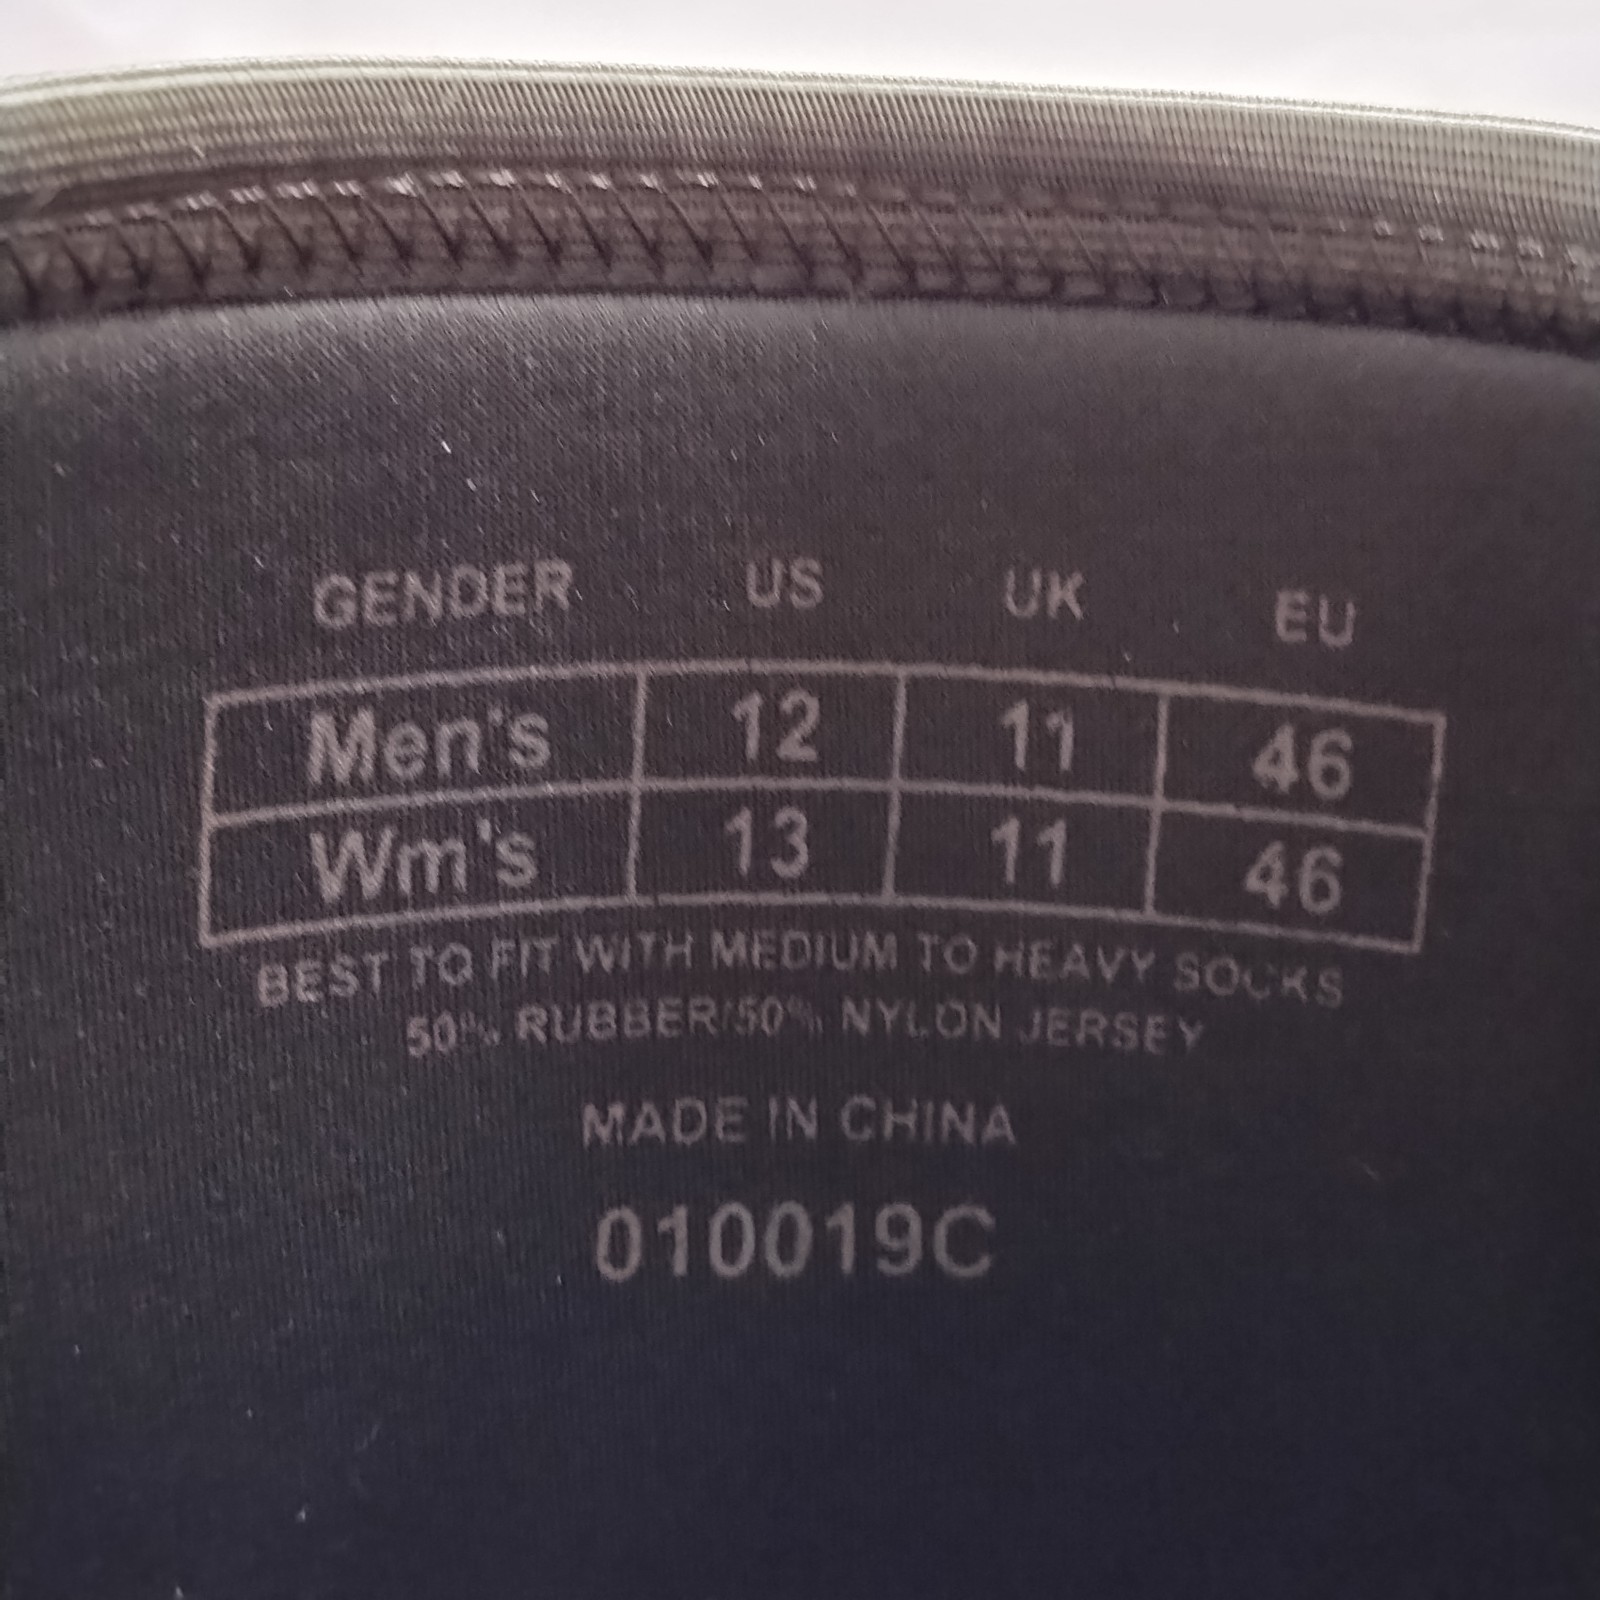 GENDER US UK EU
Men's 12 11 46
Wm's 13 11 46
BEST TO FIT WITH MEDIUM TO HEAVY SOCKS
50% RUBBER/50% NYLON JERSEY
MADE IN CHINA
010019C